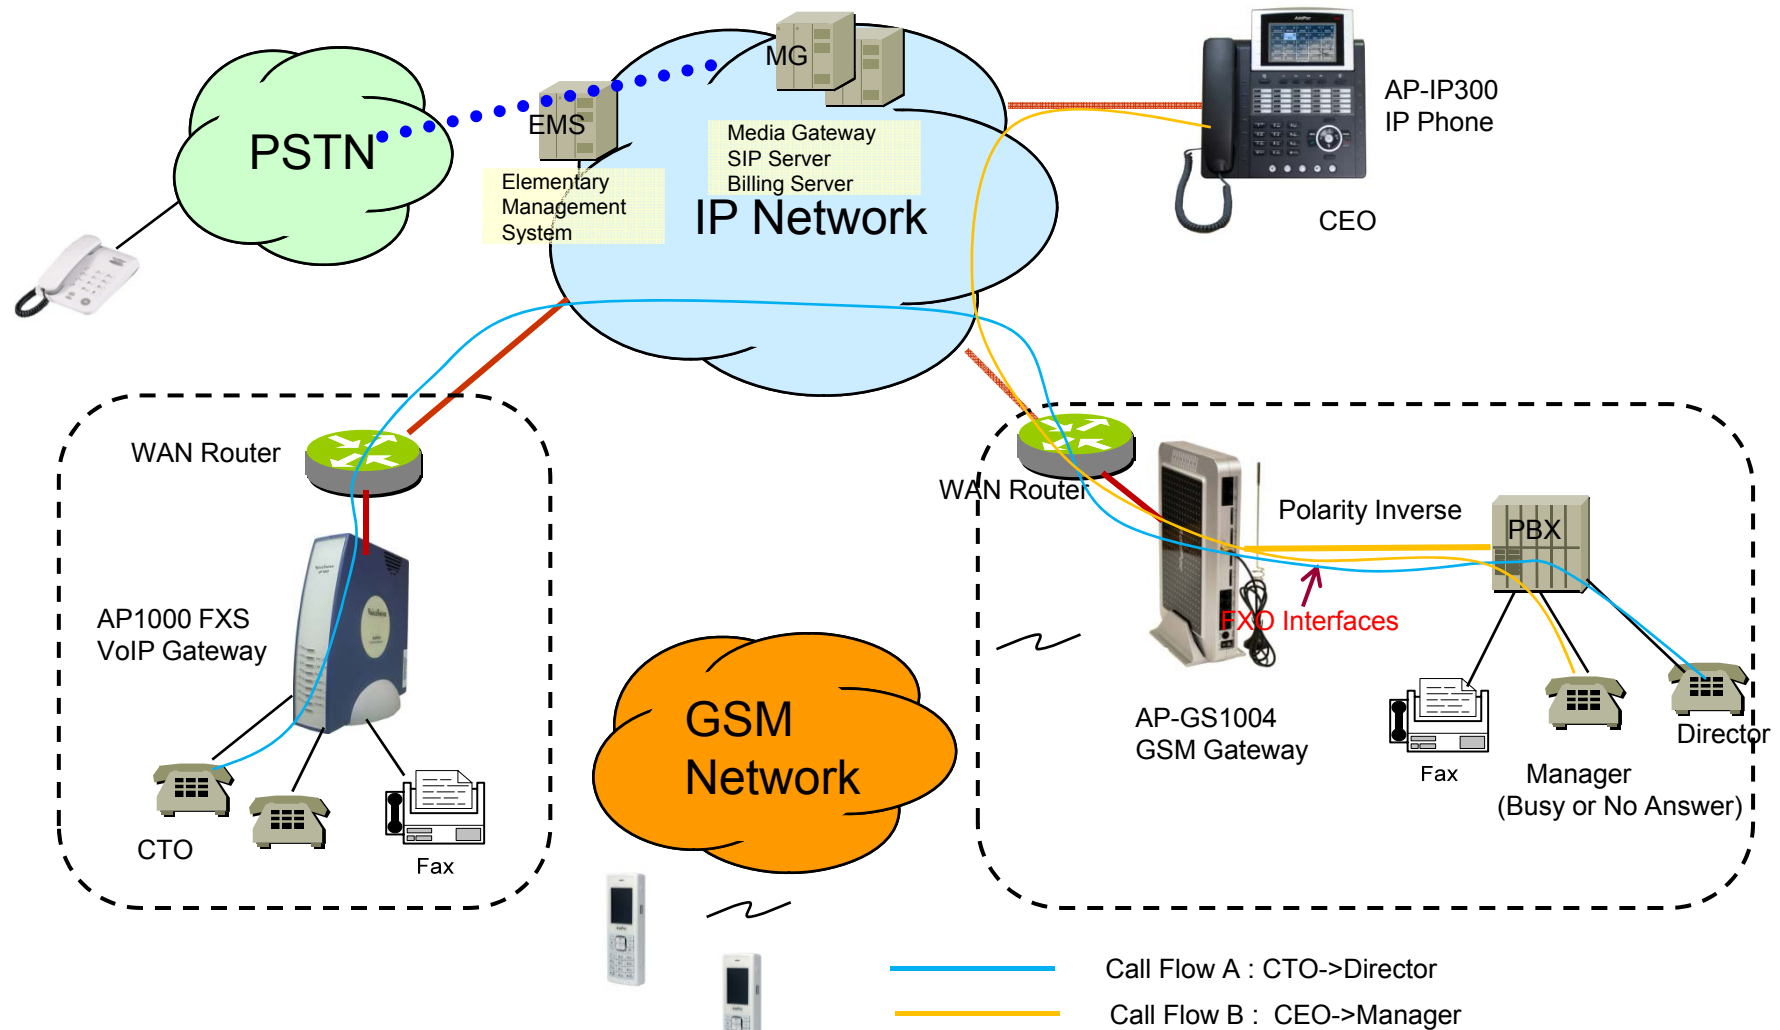 MG
EMS
PSTN
Media Gateway
SIP Server
Billing Server
Elementary
Management
System
IP Network
AddPac
AP-IP300
IP Phone
CEO
WAN Router
WAN Router
Polarity Inverse
PBX
FXO Interfaces
AP1000 FXS
VoIP Gateway
GSM
Network
AP-GS1004
GSM Gateway
Fax
Manager
(Busy or No Answer)
Director
CTO
Fax
Call Flow A : CTO->Director
Call Flow B :  CEO->Manager